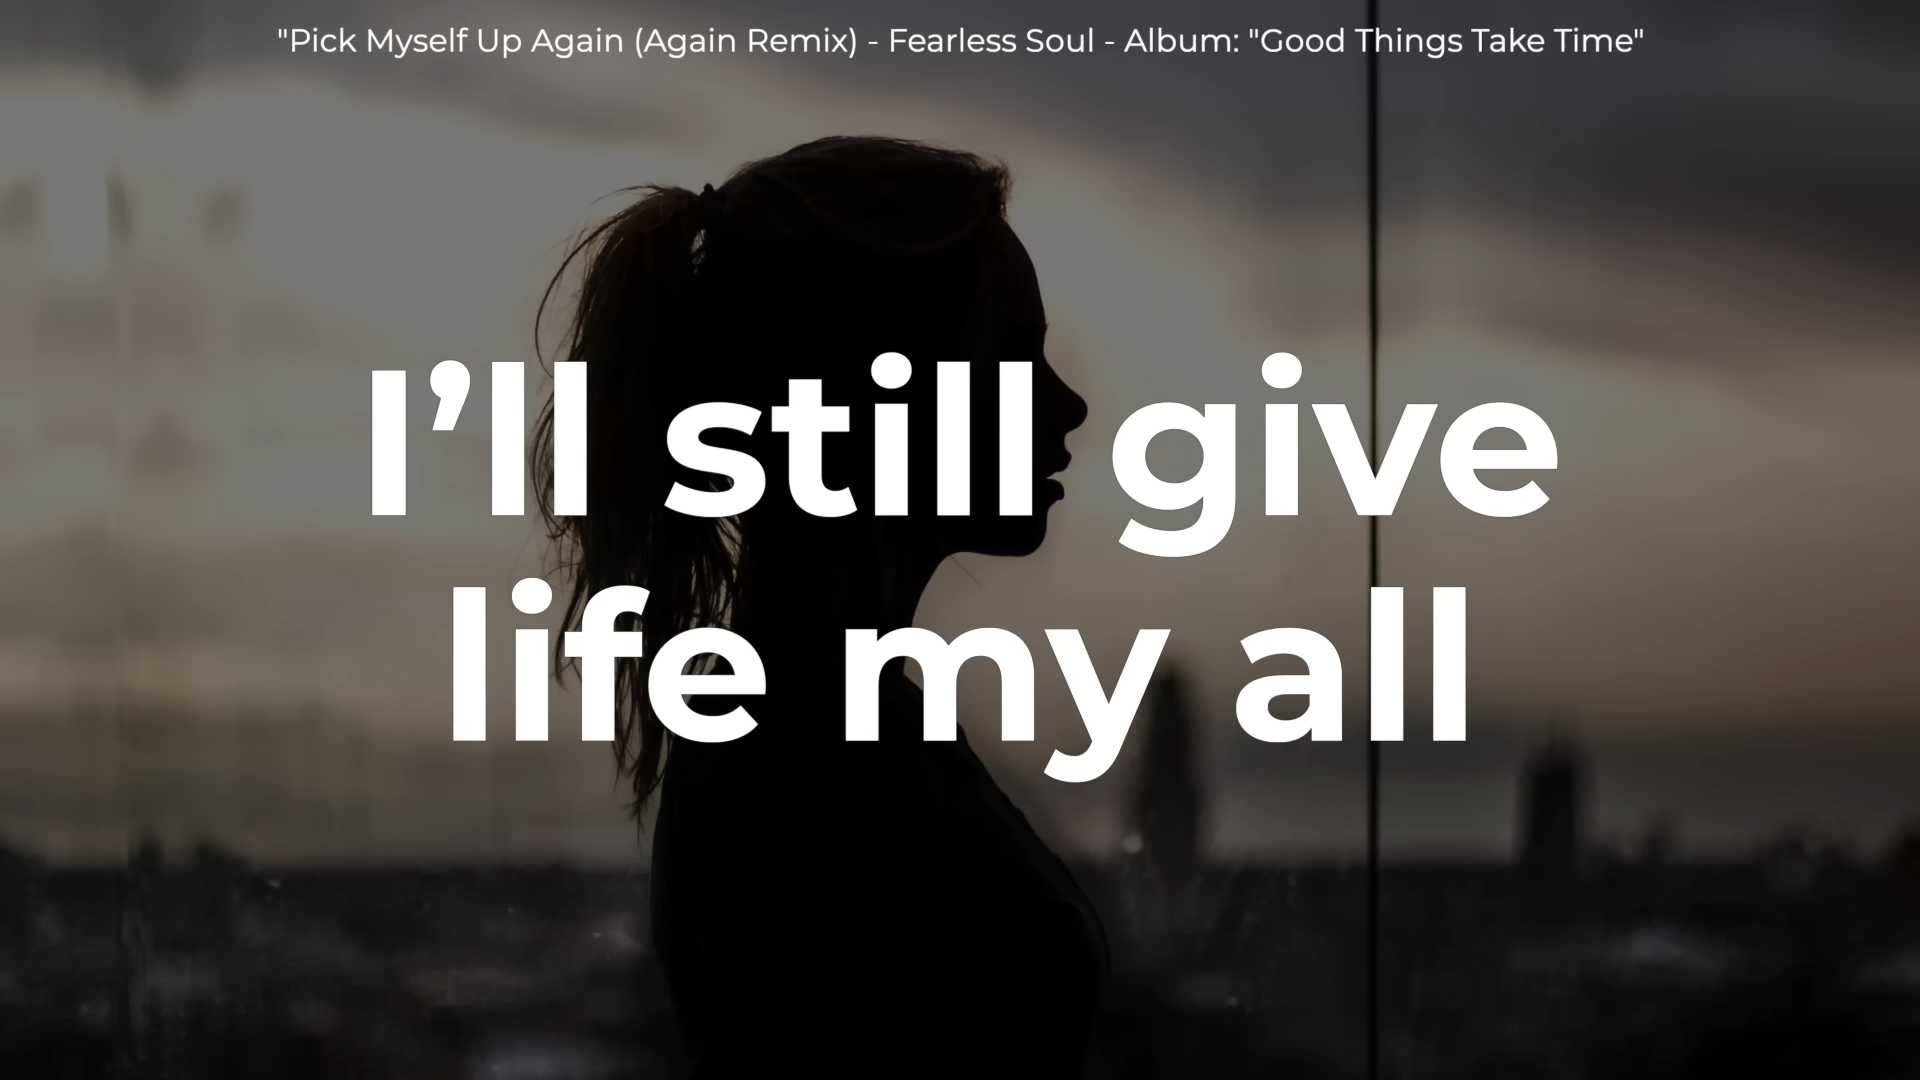 "Pick Myself Up Again (Again Remix) - Fearless Soul - Album: "Good Things Take Time"
I’ll still give
life my all